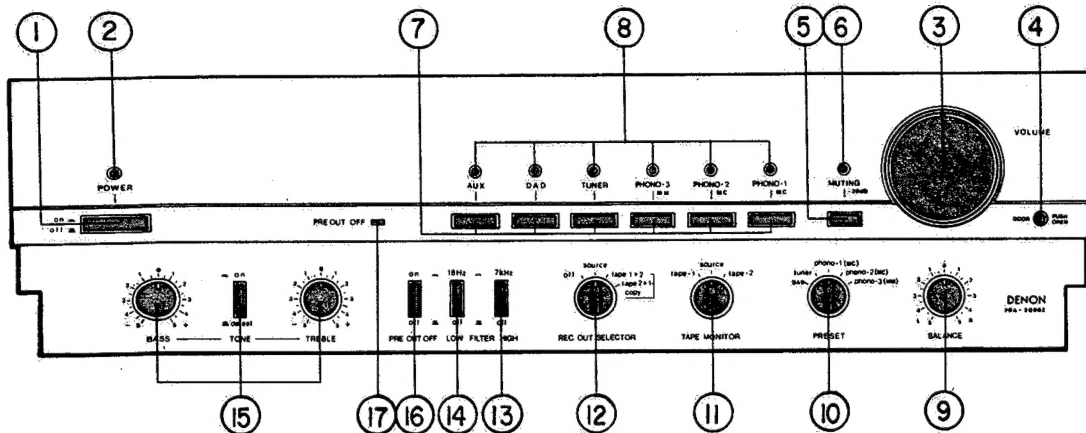 1 2 7 8 5 6 3 4
VOLUME
POWER
AUX DAD TUNER PHONO-3 MM PHONO-2 MC PHONO-1 MC MUTING -20dB
on
off
PRE OUT OFF
DOOR PUSH OPEN
on
defeat
BASS TONE TREBLE
on 18Hz 7kHz
off off
PRE OUT OFF LOW FILTER HIGH
off source tape 1▸2
tape 2▸1
copy
REC OUT SELECTOR
source
tape-1 tape-2
TAPE MONITOR
phono-1 (MC)
tuner phono-2 (MC)
DAD phono-3 (MM)
PRESET
BALANCE
DENON
15 17 16 14 13 12 11 10 9